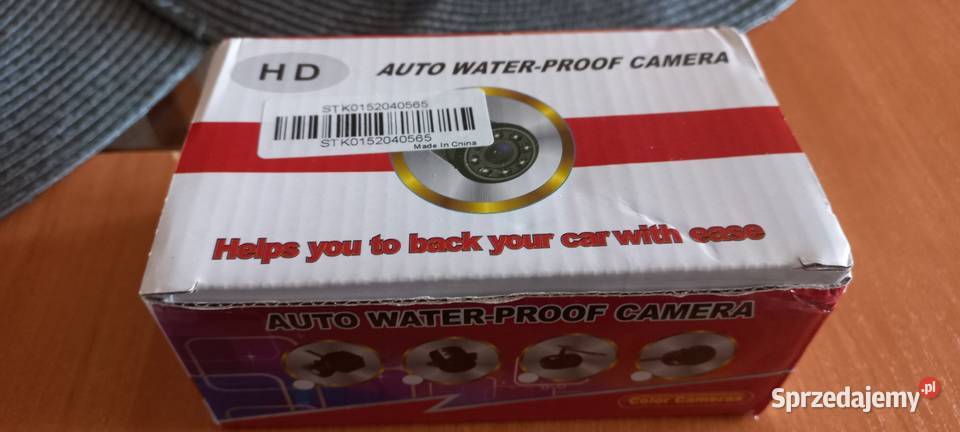 HD
AUTO WATER-PROOF CAMERA
STK0152040565
STK0152040565
Made In China
Helps you to back your car with ease
AUTO WATER-PROOF CAMERA
Color Cameras
Sprzedajemy.pl